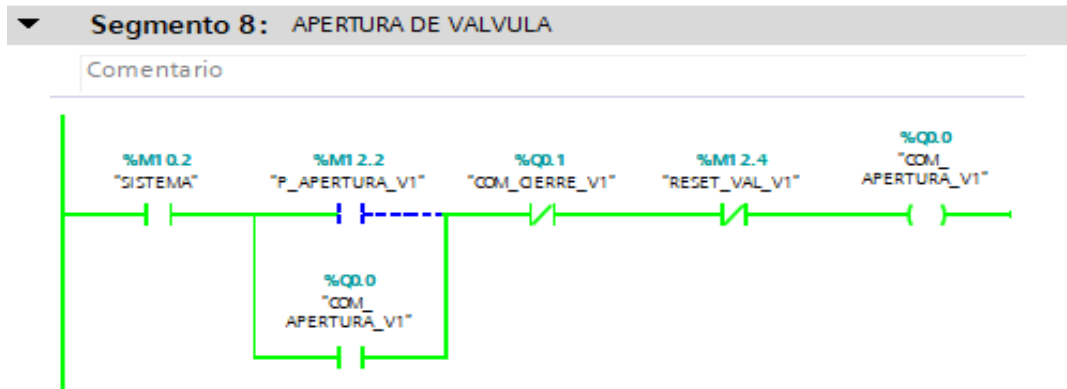 Segmento 8: APERTURA DE VALVULA
Comentario
%M10.2
"SISTEMA"
%M12.2
"P_APERTURA_V1"
%Q0.1
"COM_CIERRE_V1"
%M12.4
"RESET_VAL_V1"
%Q0.0
"COM_
APERTURA_V1"
%Q0.0
"COM_
APERTURA_V1"